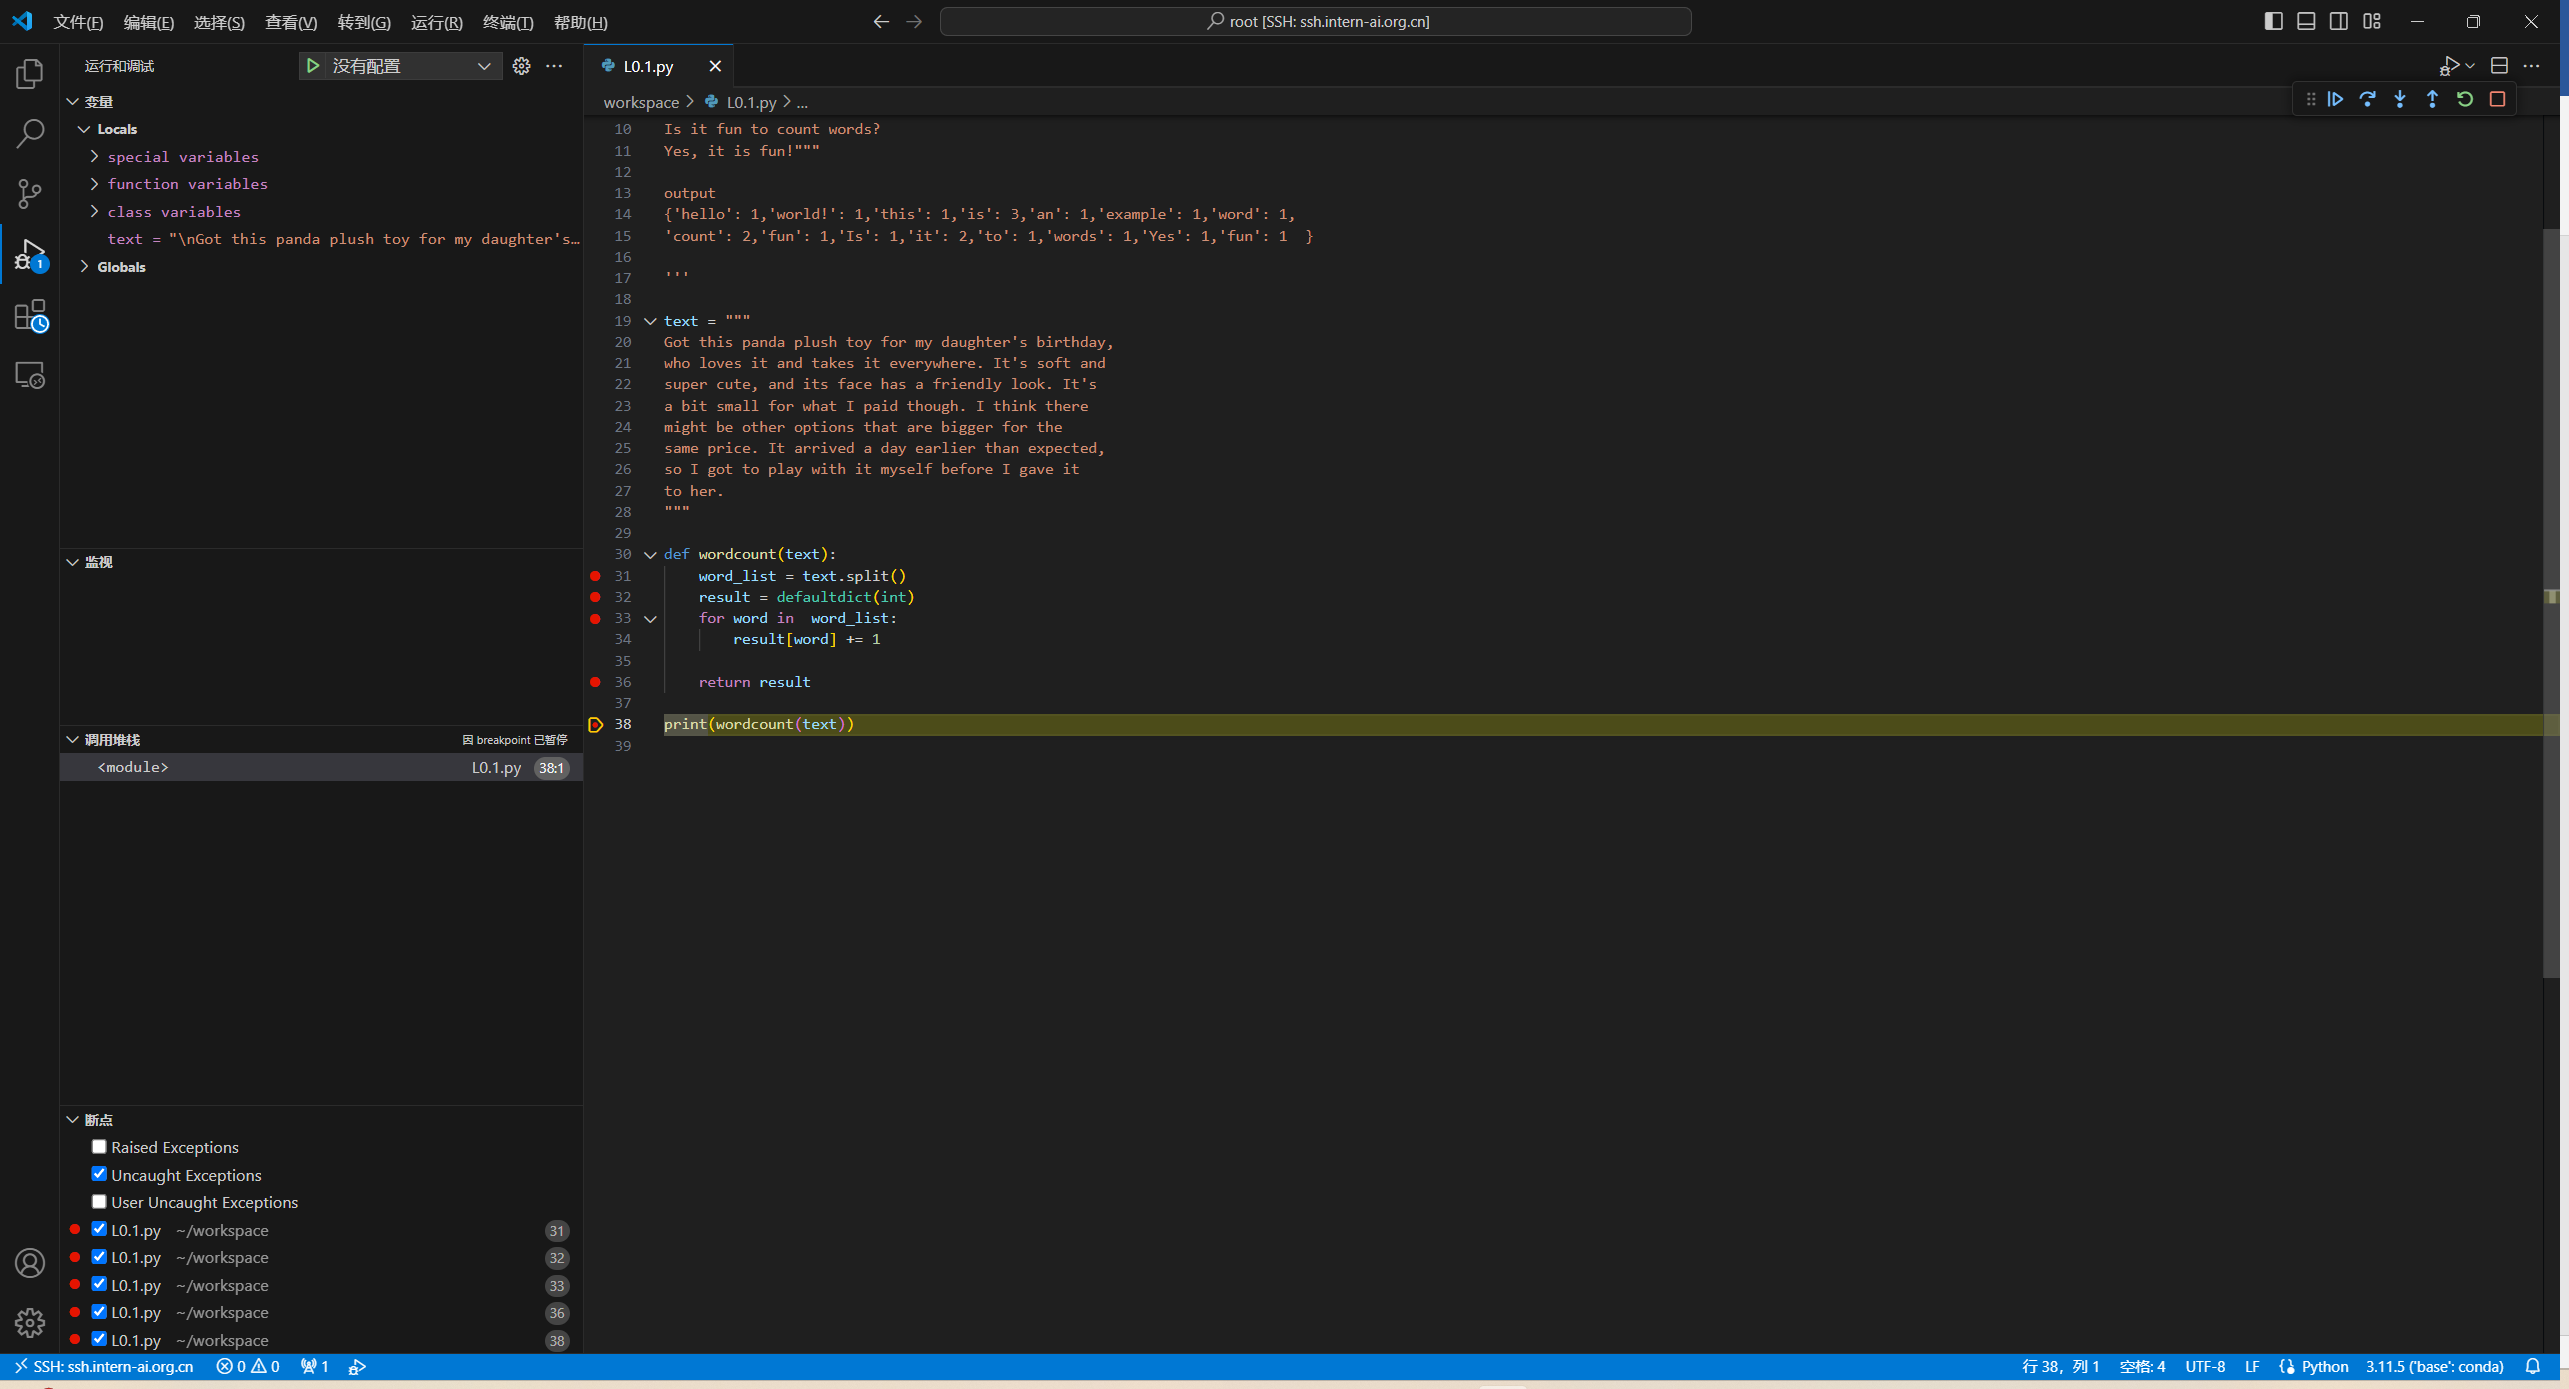 文件(F) 编辑(E) 选择(S) 查看(V) 转到(G) 运行(R) 终端(T) 帮助(H)
root [SSH: ssh.intern-ai.org.cn]
运行和调试 没有配置
变量
Locals
special variables
function variables
class variables
text = "\nGot this panda plush toy for my daughter's…
Globals
监视
调用堆栈 因 breakpoint 已暂停
<module> L0.1.py 38:1
断点
Raised Exceptions
Uncaught Exceptions
User Uncaught Exceptions
L0.1.py ~/workspace 31
L0.1.py ~/workspace 32
L0.1.py ~/workspace 33
L0.1.py ~/workspace 36
L0.1.py ~/workspace 38
1
L0.1.py
workspace > L0.1.py > ...
10 Is it fun to count words?
11 Yes, it is fun!"""
12
13 output
14 {'hello': 1,'world!': 1,'this': 1,'is': 3,'an': 1,'example': 1,'word': 1,
15 'count': 2,'fun': 1,'Is': 1,'it': 2,'to': 1,'words': 1,'Yes': 1,'fun': 1  }
16
17 '''
18
19 text = """
20 Got this panda plush toy for my daughter's birthday,
21 who loves it and takes it everywhere. It's soft and
22 super cute, and its face has a friendly look. It's
23 a bit small for what I paid though. I think there
24 might be other options that are bigger for the
25 same price. It arrived a day earlier than expected,
26 so I got to play with it myself before I gave it
27 to her.
28 """
29
30 def wordcount(text):
31     word_list = text.split()
32     result = defaultdict(int)
33     for word in  word_list:
34         result[word] += 1
35
36     return result
37
38 print(wordcount(text))
39
SSH: ssh.intern-ai.org.cn 0 0 1 行 38，列 1 空格: 4 UTF-8 LF Python 3.11.5 ('base': conda)